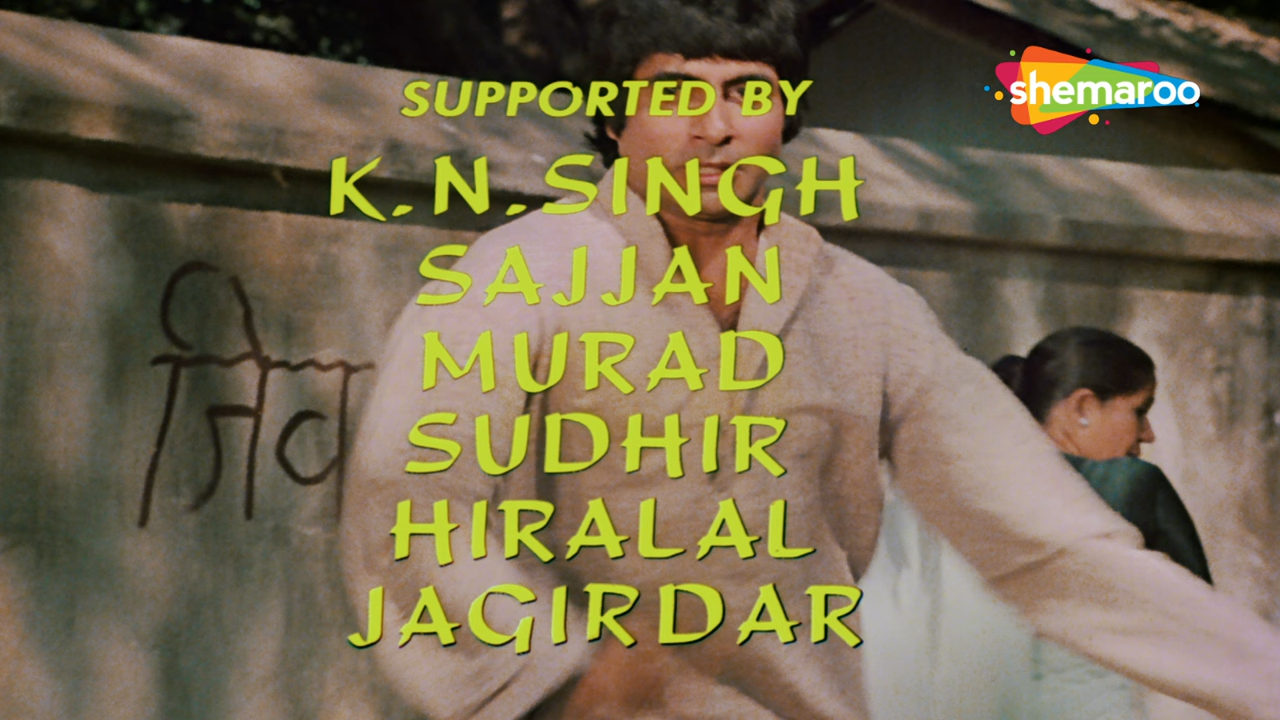 SUPPORTED BY
shemaroo
K.N.SINGH
SAJJAN
MURAD
SUDHIR
HIRALAL
JAGIRDAR